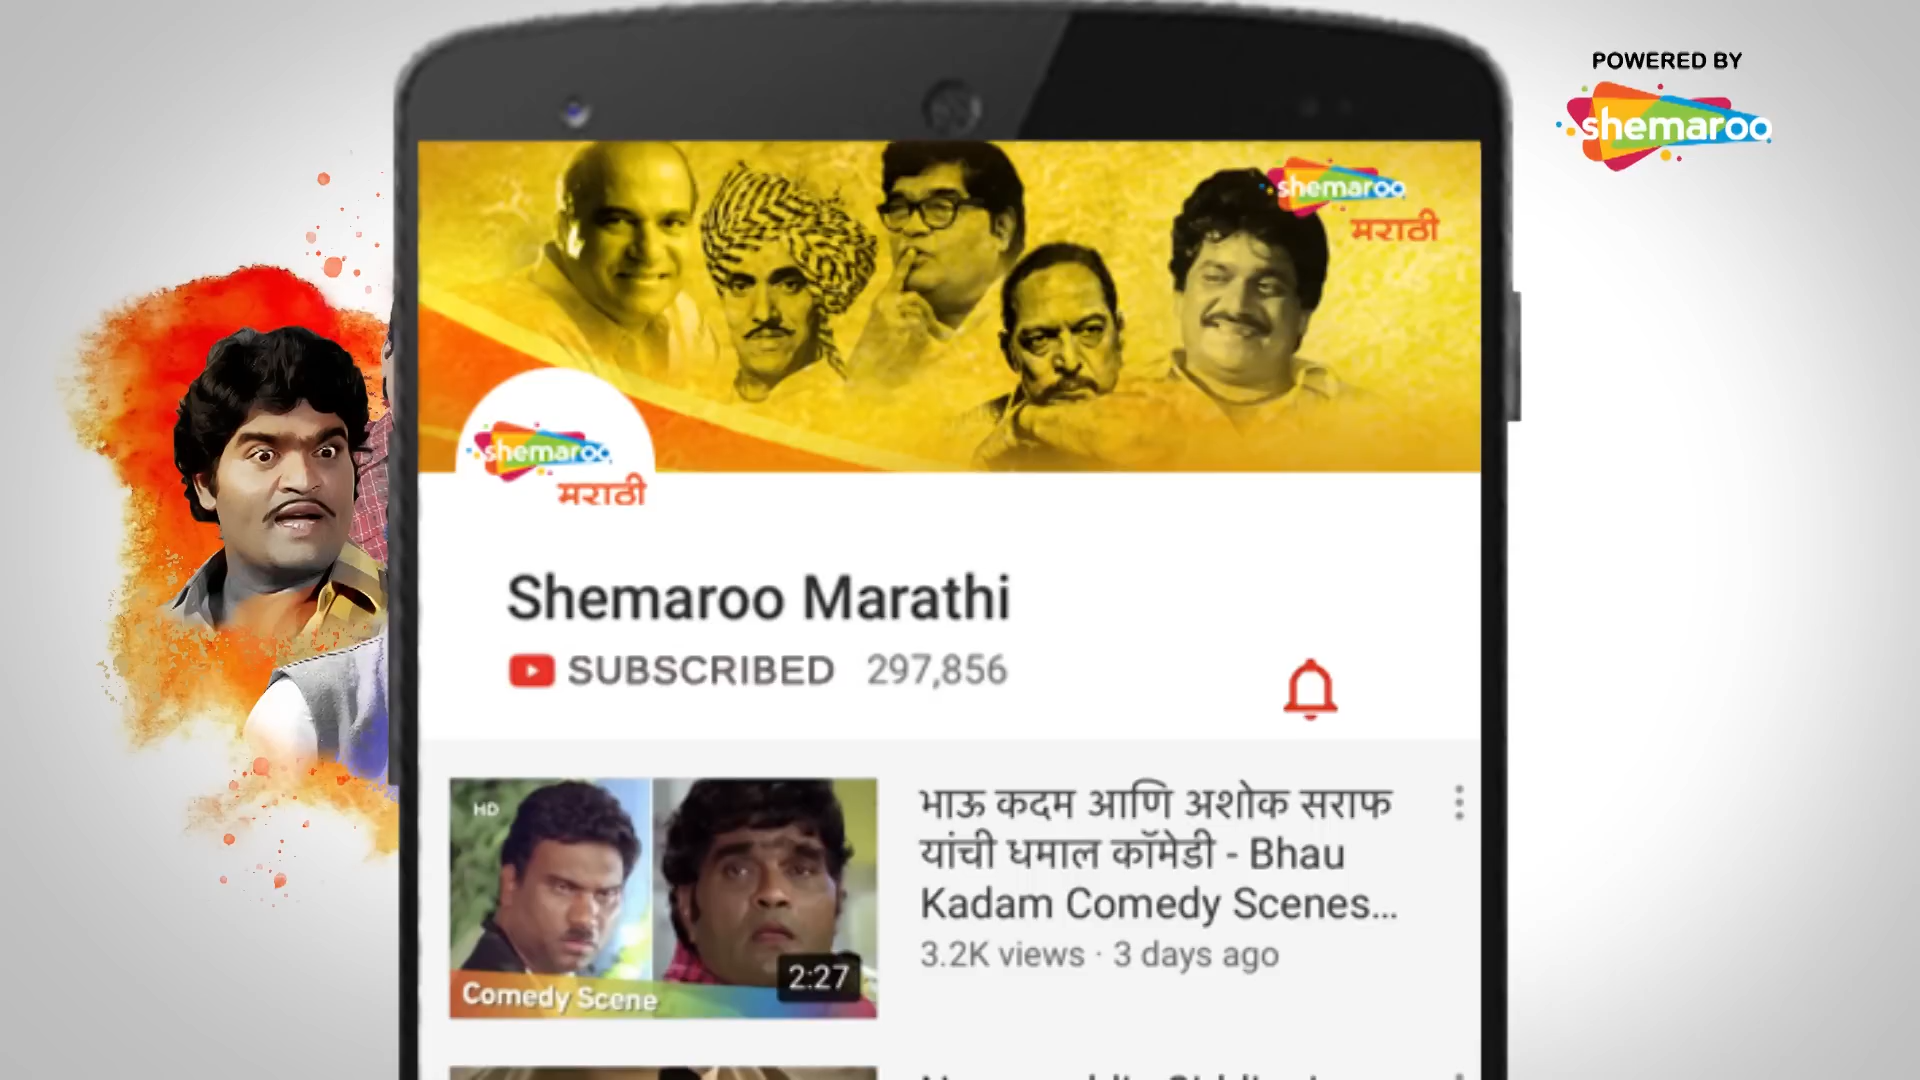 POWERED BY
shemaroo
shemaroo
मराठी
shemaroo
मराठी
Shemaroo Marathi
SUBSCRIBED 297,856
HD
Comedy Scene
2:27
भाऊ कदम आणि अशोक सराफ
यांची धमाल कॉमेडी - Bhau
Kadam Comedy Scenes...
3.2K views · 3 days ago